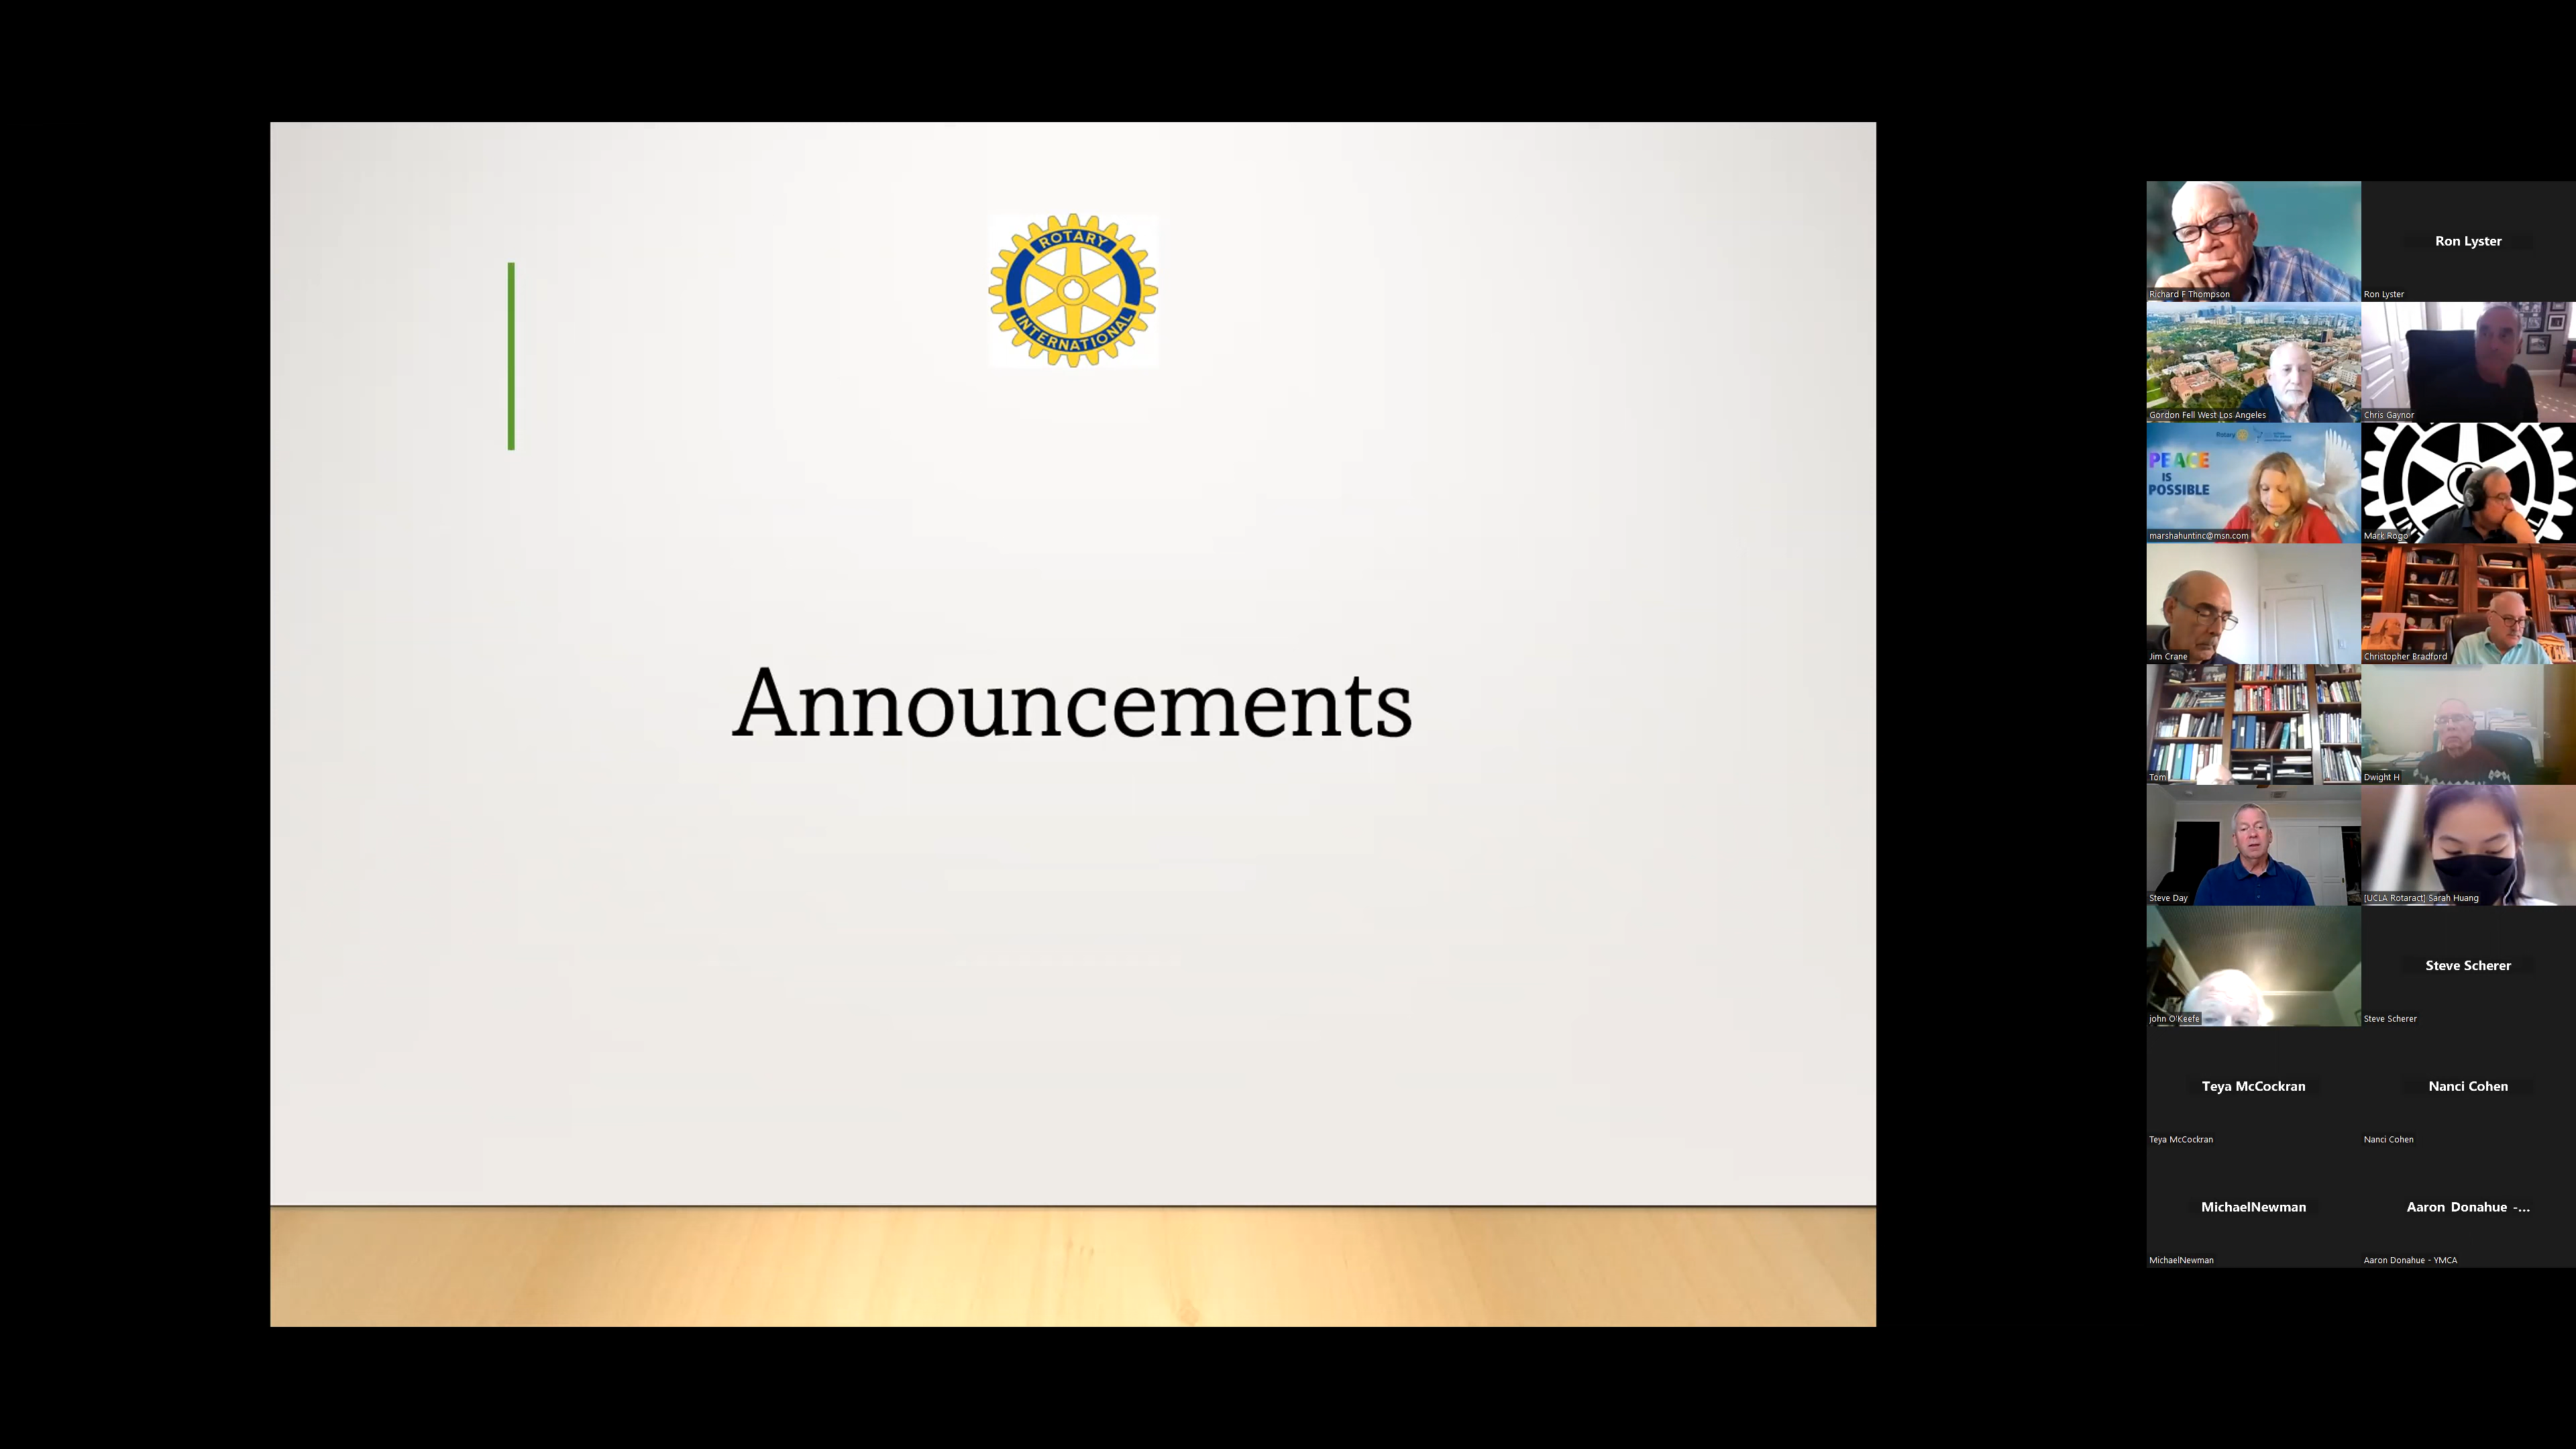 ROTARY
INTERNATIONAL
Announcements
Richard F Thompson
Ron Lyster
Ron Lyster
Gordon Fell West Los Angeles
Chris Gaynor
Rotary
PEACE
IS
POSSIBLE
marshahuntinc@msn.com
Mark Rogo
Jim Crane
Christopher Bradford
Tom
Dwight H
Steve Day
[UCLA Rotaract] Sarah Huang
john O'Keefe
Steve Scherer
Steve Scherer
Teya McCockran
Teya McCockran
Nanci Cohen
Nanci Cohen
MichaelNewman
MichaelNewman
Aaron Donahue -...
Aaron Donahue - YMCA